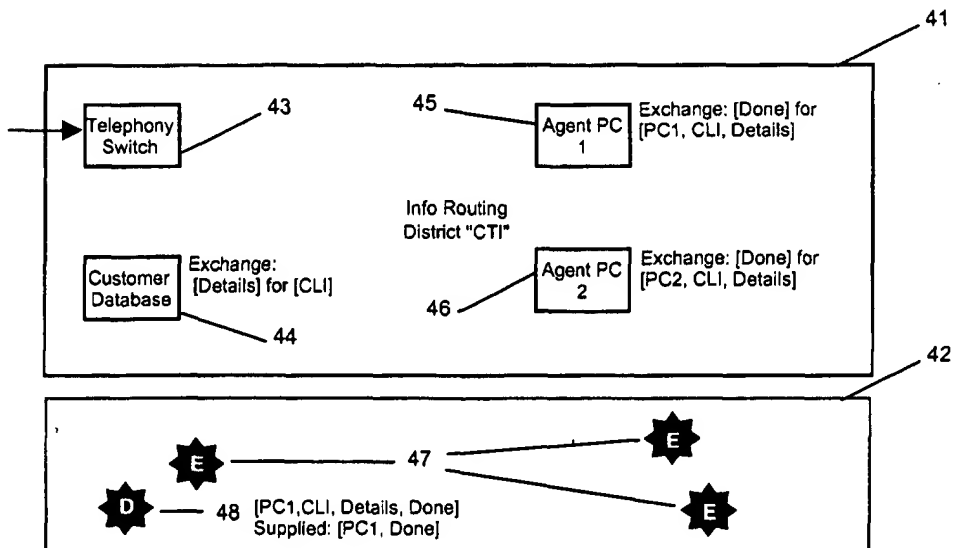 41
Telephony
Switch
43
45
Agent PC
1
Exchange: [Done] for
[PC1, CLI, Details]
Info Routing
District "CTI"
Customer
Database
Exchange:
[Details] for [CLI]
44
46
Agent PC
2
Exchange: [Done] for
[PC2, CLI, Details]
42
E
47
E
D
48
[PC1,CLI, Details, Done]
Supplied: [PC1, Done]
E